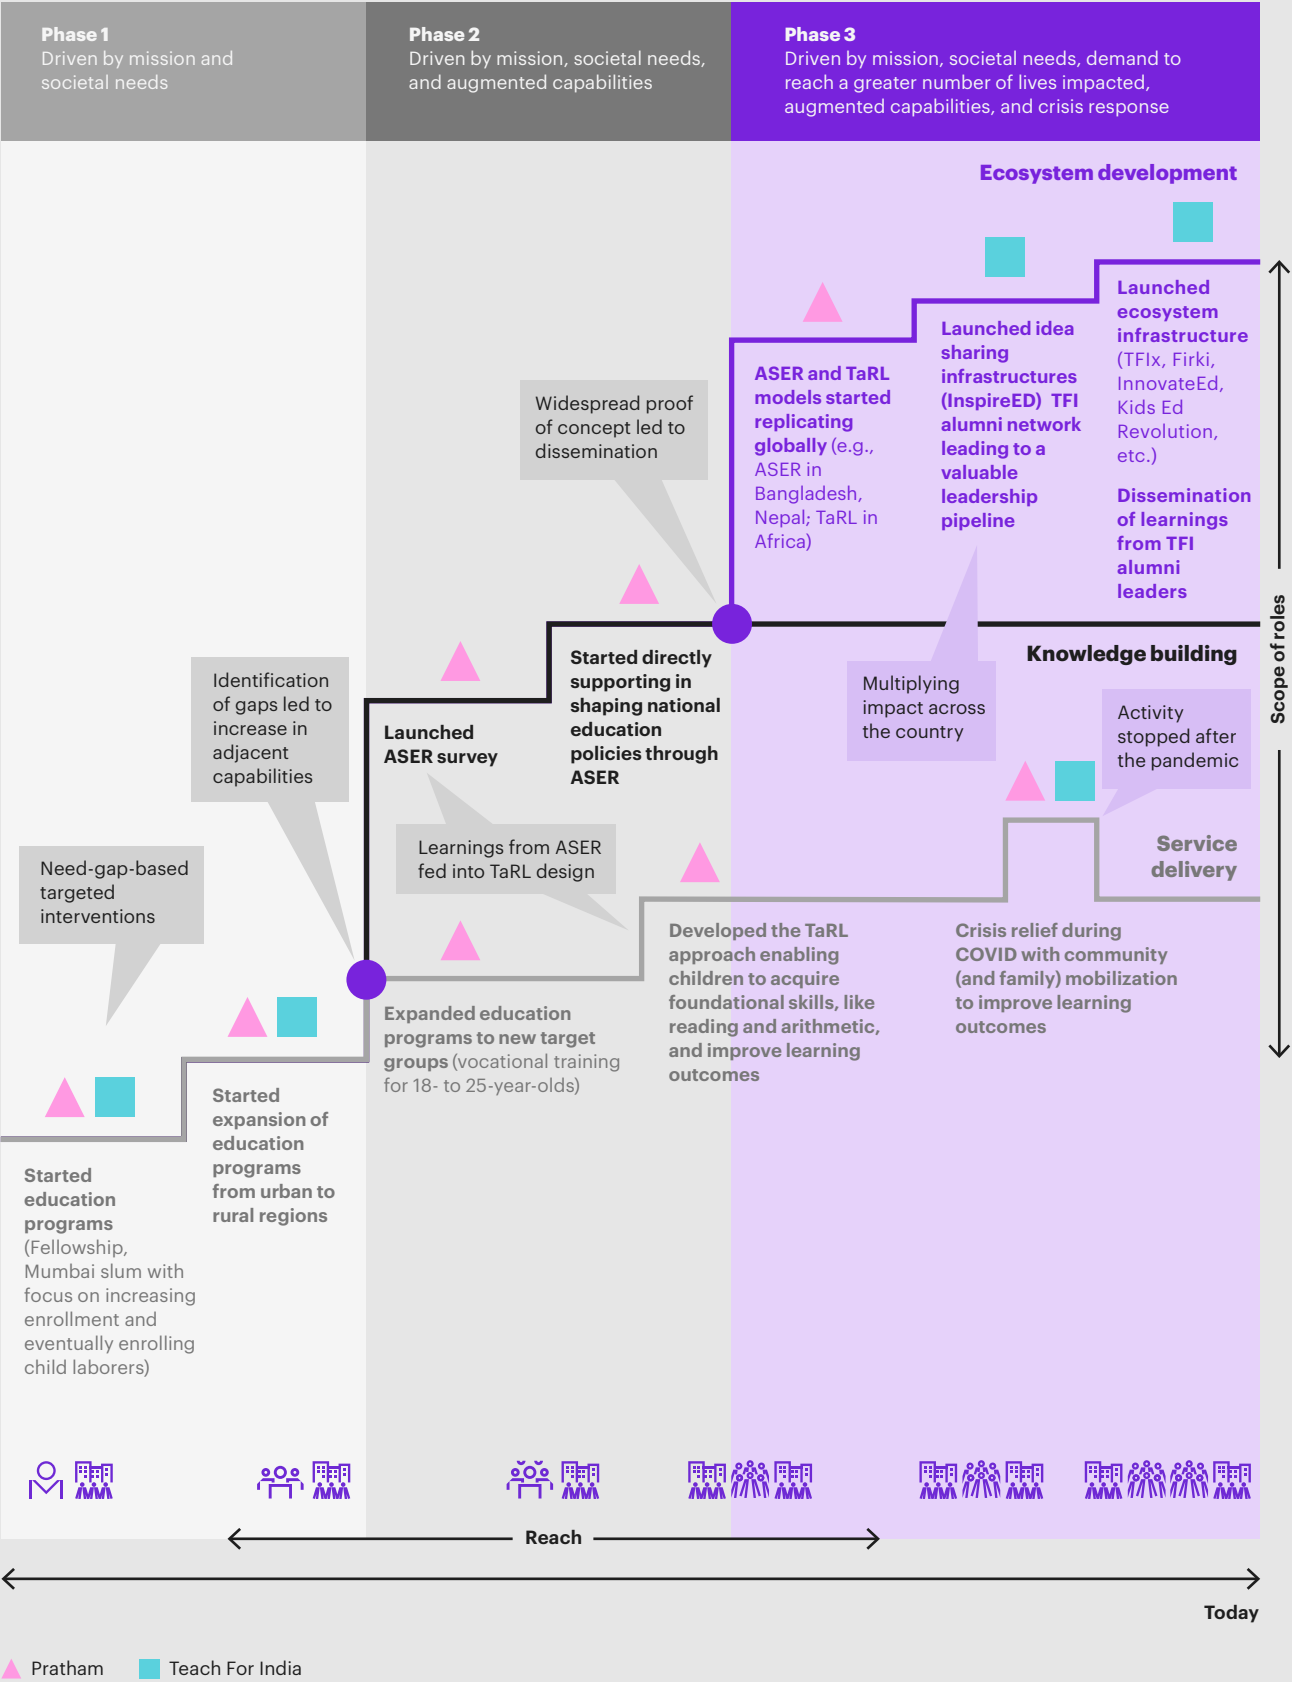 Phase 1
Driven by mission and
societal needs
Phase 2
Driven by mission, societal needs,
and augmented capabilities
Phase 3
Driven by mission, societal needs, demand to
reach a greater number of lives impacted,
augmented capabilities, and crisis response
Ecosystem development
Launched
ecosystem
infrastructure
(TFIx, Firki,
InnovateEd,
Kids Ed
Revolution,
etc.)
Dissemination
of learnings
from TFI
alumni
leaders
Launched idea
sharing
infrastructures
(InspireED) TFI
alumni network
leading to a
valuable
leadership
pipeline
ASER and TaRL
models started
replicating
globally (e.g.,
ASER in
Bangladesh,
Nepal; TaRL in
Africa)
Widespread proof
of concept led to
dissemination
Scope of roles
Knowledge building
Started directly
supporting in
shaping national
education
policies through
ASER
Identification
of gaps led to
increase in
adjacent
capabilities
Launched
ASER survey
Multiplying
impact across
the country
Activity
stopped after
the pandemic
Learnings from ASER
fed into TaRL design
Service
delivery
Need-gap-based
targeted
interventions
Developed the TaRL
approach enabling
children to acquire
foundational skills, like
reading and arithmetic,
and improve learning
outcomes
Crisis relief during
COVID with community
(and family) mobilization
to improve learning
outcomes
Expanded education
programs to new target
groups (vocational training
for 18- to 25-year-olds)
Started
expansion of
education
programs
from urban to
rural regions
Started
education
programs
(Fellowship,
Mumbai slum with
focus on increasing
enrollment and
eventually enrolling
child laborers)
Reach
Today
Pratham
Teach For India